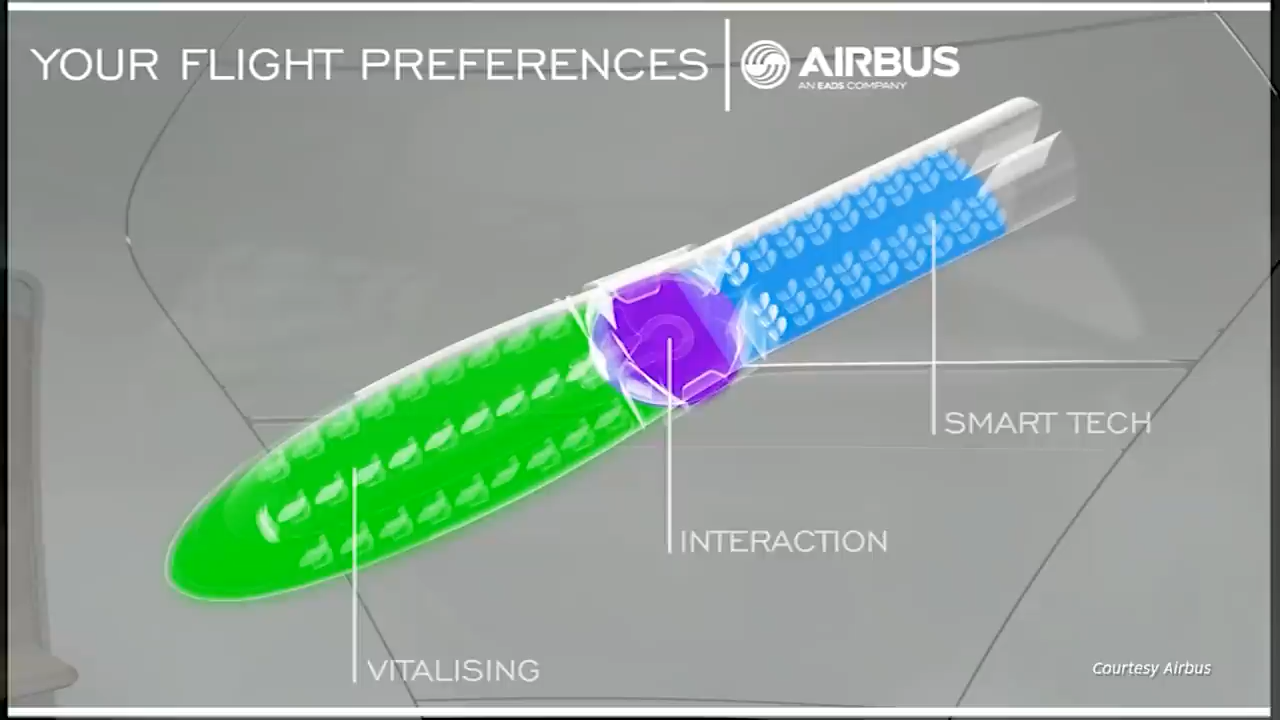 YOUR FLIGHT PREFERENCES
AIRBUS
AN EADS COMPANY
SMART TECH
INTERACTION
VITALISING
Courtesy Airbus